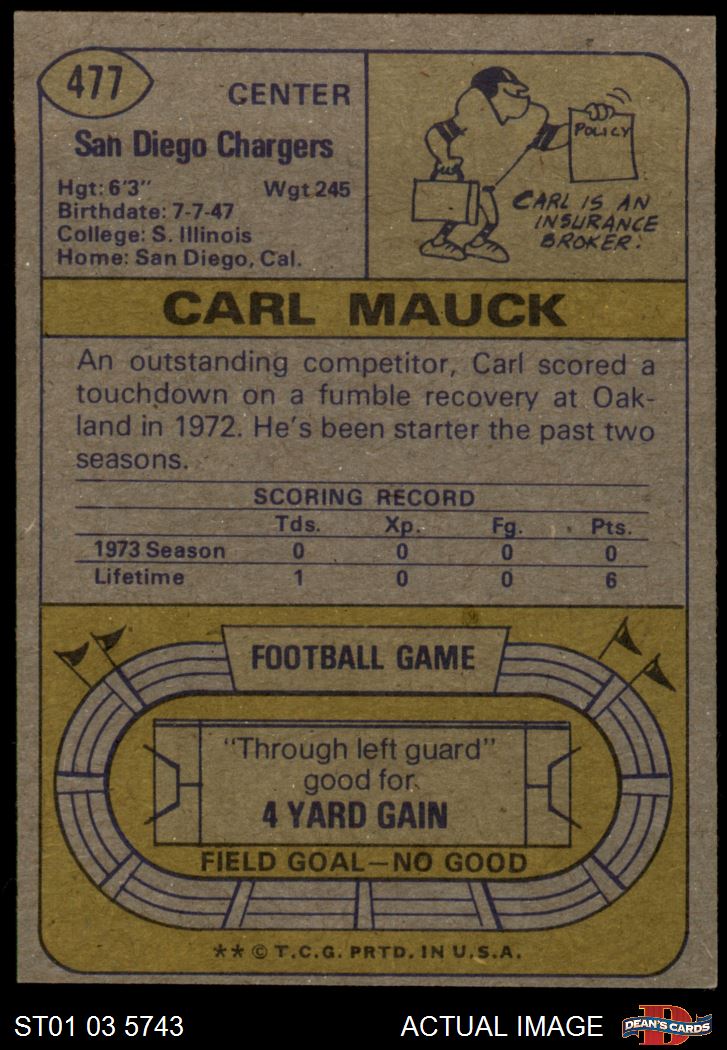 477
CENTER
San Diego Chargers
Hgt: 6'3" Wgt 245
Birthdate: 7-7-47
College: S. Illinois
Home: San Diego, Cal.
POLICY
CARL IS AN
INSURANCE
BROKER.
CARL MAUCK
An outstanding competitor, Carl scored a
touchdown on a fumble recovery at Oak-
land in 1972. He's been starter the past two
seasons.
SCORING RECORD
Tds. Xp. Fg. Pts.
1973 Season 0 0 0 0
Lifetime 1 0 0 6
FOOTBALL GAME
"Through left guard"
good for
4 YARD GAIN
FIELD GOAL—NO GOOD
** © T.C.G. PRTD. IN U.S.A.
ST01 03 5743
ACTUAL IMAGE
D
DEAN'S CARDS